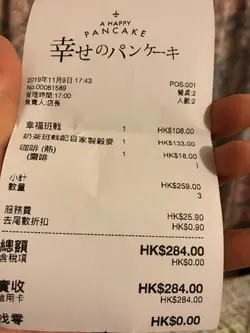 A HAPPY
PANCAKE
幸せのパンケーキ
2019年11月9日 17:43 POS:001
No.00061589 餐桌:2
受理時間:17:00 人數:2
負責人:店長
幸福班戟 1 HK$108.00
奶茶班戟配自家製穀麥 1 HK$133.00
咖啡 (熱) 1 HK$18.00
(屬啡 )
小計 HK$259.00
數量 3
服務費 HK$25.90
去尾數折扣 HK$0.90
總額 HK$284.00
含稅項 HK$0.00
實收 HK$284.00
信用卡 HK$284.00
找零 HK$0.00